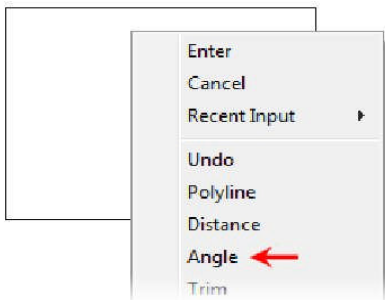 Enter
Cancel
Recent Input
Undo
Polyline
Distance
Angle
Trim